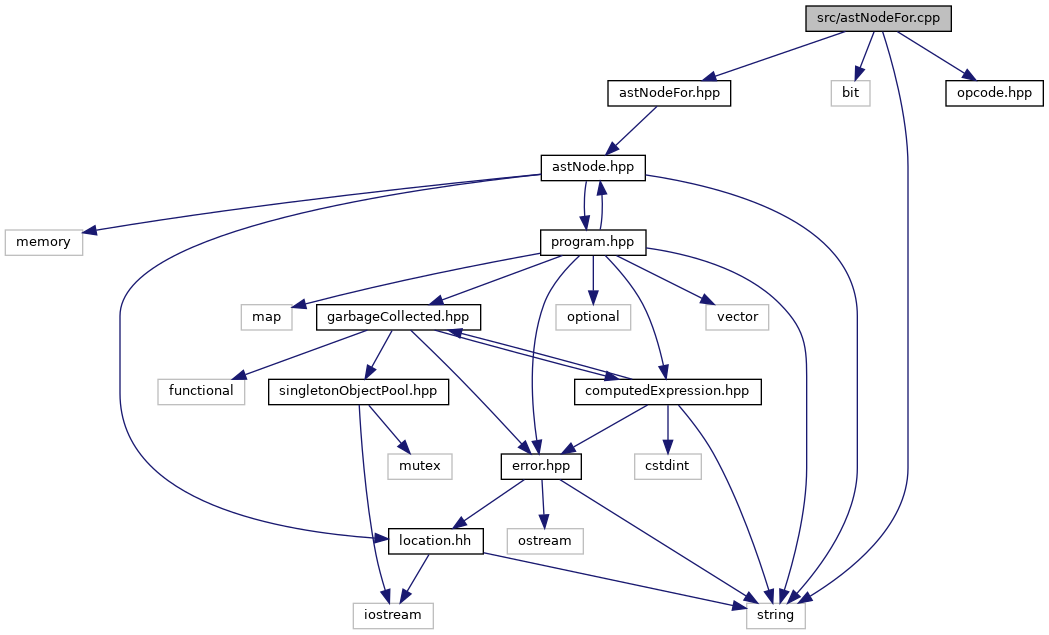 src/astNodeFor.cpp
astNodeFor.hpp
bit
opcode.hpp
astNode.hpp
memory
program.hpp
map
garbageCollected.hpp
optional
vector
functional
singletonObjectPool.hpp
computedExpression.hpp
mutex
error.hpp
cstdint
location.hh
ostream
iostream
string